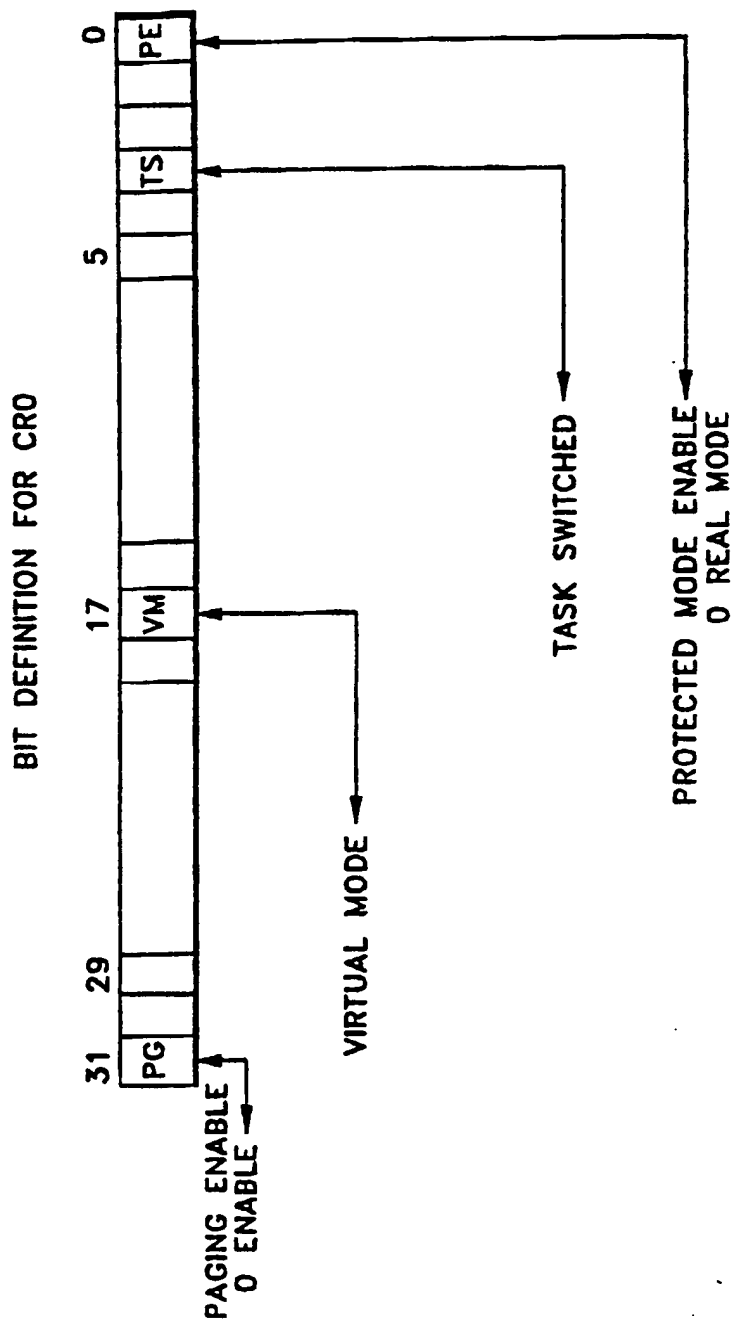 BIT DEFINITION FOR CR0
31 29 17 5 0
PG VM TS PE
PAGING ENABLE
0 ENABLE
VIRTUAL MODE
TASK SWITCHED
PROTECTED MODE ENABLE
0 REAL MODE